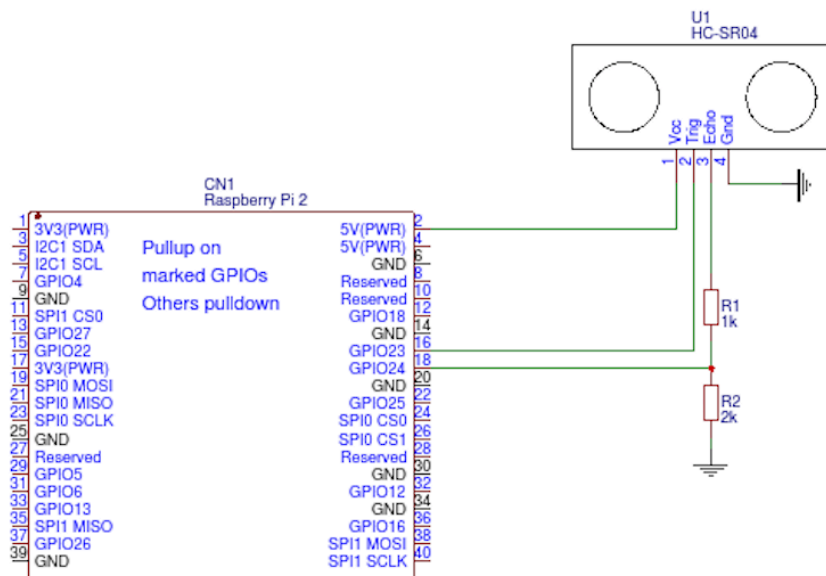 U1
HC-SR04
Vcc
Trig
Echo
Gnd
1
2
3
4
CN1
Raspberry Pi 2
Pullup on
marked GPIOs
Others pulldown
1 3V3(PWR) 5V(PWR) 2
3 I2C1 SDA 5V(PWR) 4
5 I2C1 SCL GND 6
7 GPIO4 Reserved 8
9 GND Reserved 10
11 SPI1 CS0 GPIO18 12
13 GPIO27 GND 14
15 GPIO22 GPIO23 16
17 3V3(PWR) GPIO24 18
19 SPI0 MOSI GND 20
21 SPI0 MISO GPIO25 22
23 SPI0 SCLK SPI0 CS0 24
25 GND SPI0 CS1 26
27 Reserved Reserved 28
29 GPIO5 GND 30
31 GPIO6 GPIO12 32
33 GPIO13 GND 34
35 SPI1 MISO GPIO16 36
37 GPIO26 SPI1 MOSI 38
39 GND SPI1 SCLK 40
R1
1k
R2
2k